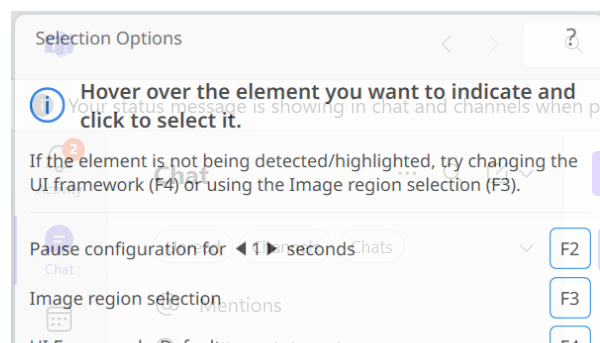 Selection Options
?
Hover over the element you want to indicate and
click to select it.
Your status message is showing in chat and channels when p
If the element is not being detected/highlighted, try changing the
UI framework (F4) or using the Image region selection (F3).
2
Chat
Pause configuration for ◀ 1 ▶ seconds
F2
Unread
Channels
Chats
Chat
Image region selection
F3
@ Mentions